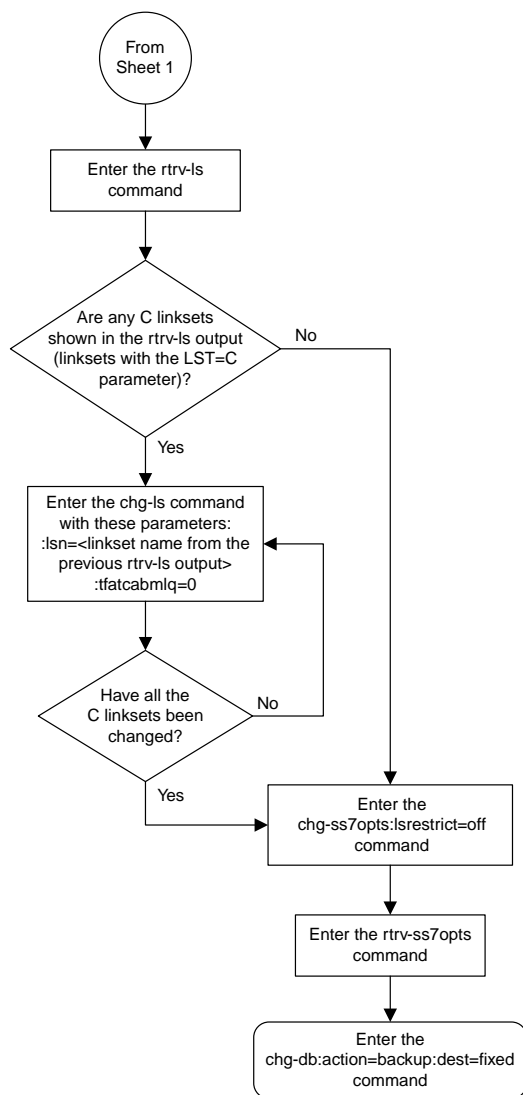 From
Sheet 1
Enter the rtrv-ls
command
Are any C linksets
shown in the rtrv-ls output
(linksets with the LST=C
parameter)?
No
Yes
Enter the chg-ls command
with these parameters:
:lsn=<linkset name from the
previous rtrv-ls output>
:tfatcabmlq=0
Have all the
C linksets been
changed?
No
Yes
Enter the
chg-ss7opts:lsrestrict=off
command
Enter the rtrv-ss7opts
command
Enter the
chg-db:action=backup:dest=fixed
command